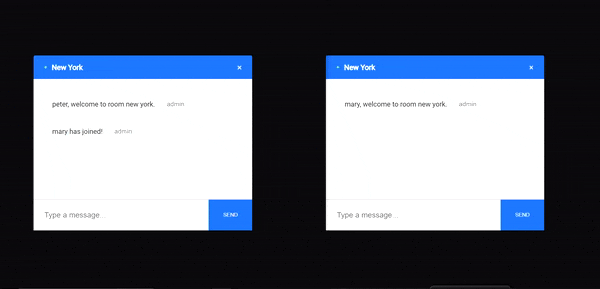 New York ×
peter, welcome to room new york. admin
mary has joined! admin
Type a message... SEND
New York ×
mary, welcome to room new york. admin
Type a message... SEND